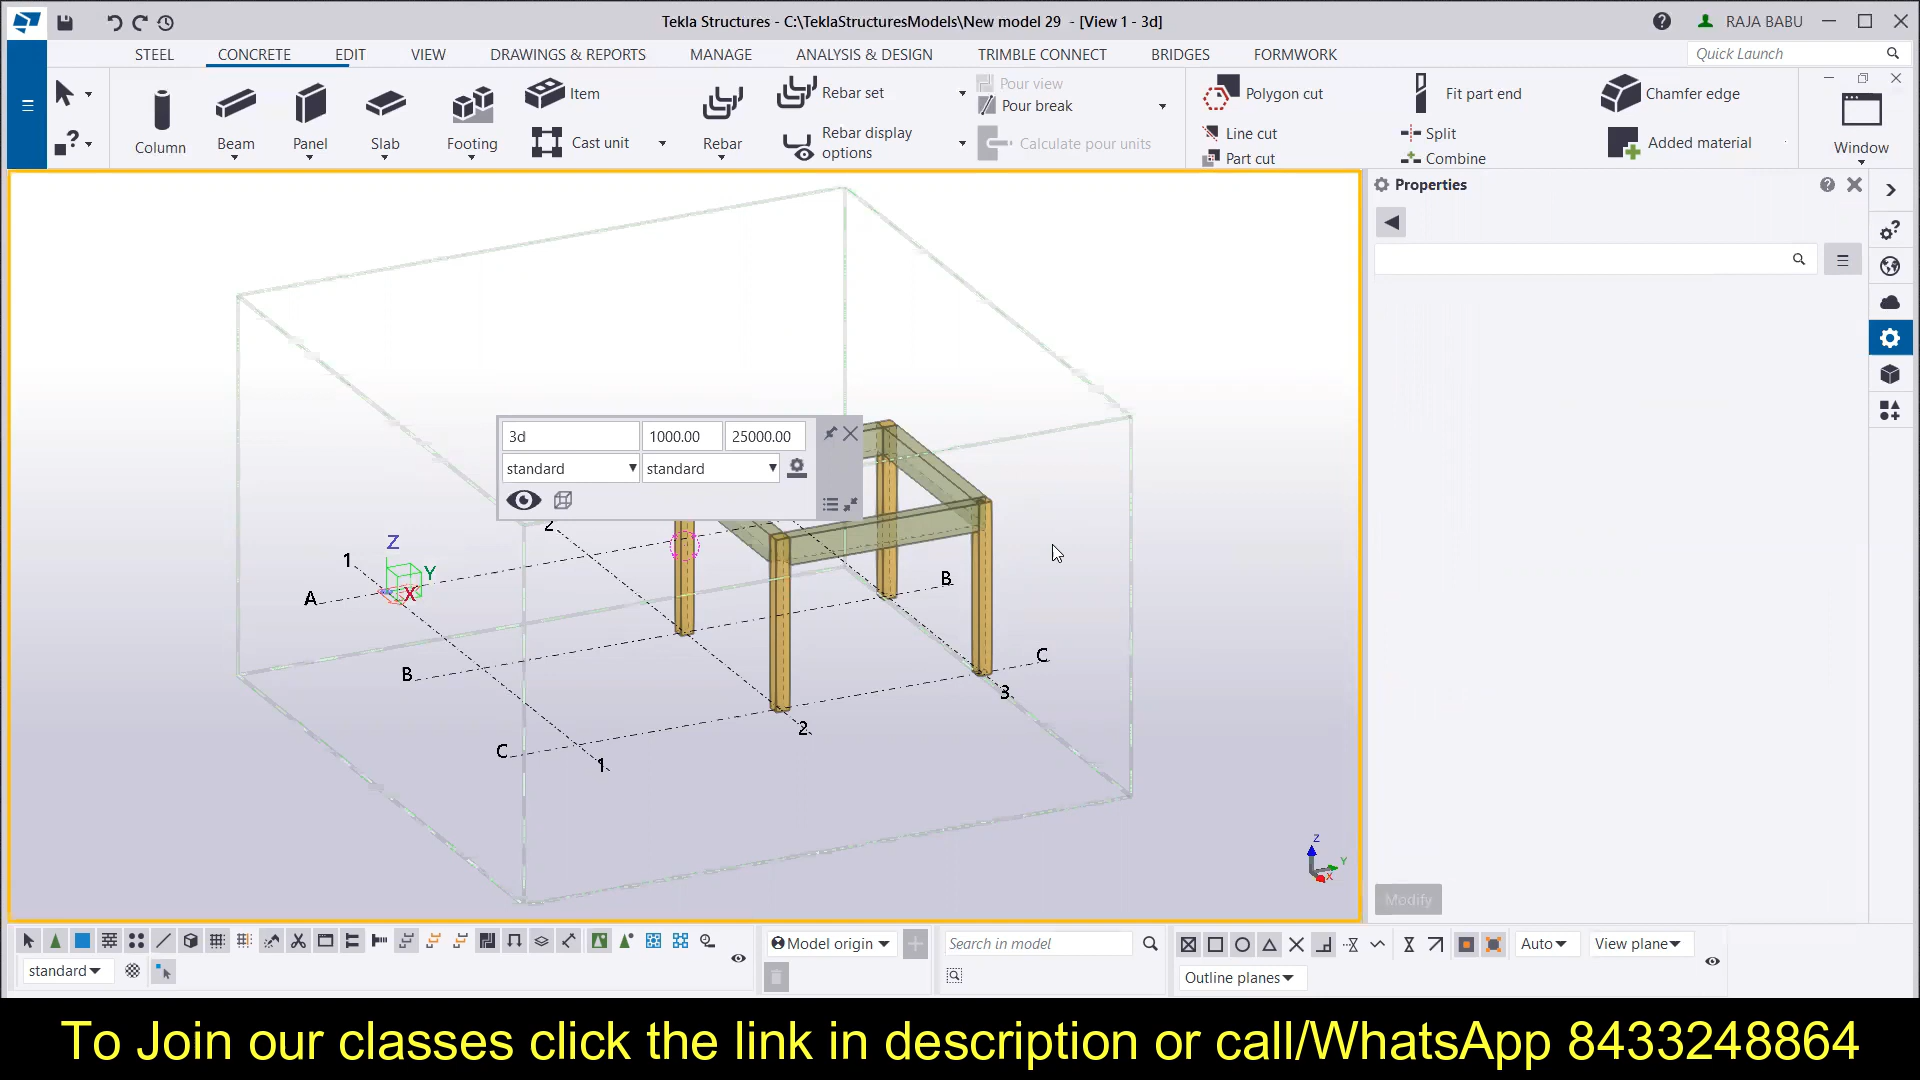 Tekla Structures - C:\TeklaStructuresModels\New model 29 - [View 1 - 3d]
RAJA BABU
STEEL CONCRETE EDIT VIEW DRAWINGS & REPORTS MANAGE ANALYSIS & DESIGN TRIMBLE CONNECT BRIDGES FORMWORK
Quick Launch
Column
Beam
Panel
Slab
Footing
Item
Cast unit
Rebar
Rebar set
Rebar display
options
Pour view
Pour break
Calculate pour units
Polygon cut
Line cut
Part cut
Fit part end
Split
Combine
Chamfer edge
Added material
Window
Properties
3d 1000.00 25000.00
standard standard
2
1 Z
Y
A X
B
B
C
3
2
C
1
Z
Y
X
Modify
Model origin
Search in model
Auto
View plane
standard
Outline planes
To Join our classes click the link in description or call/WhatsApp 8433248864